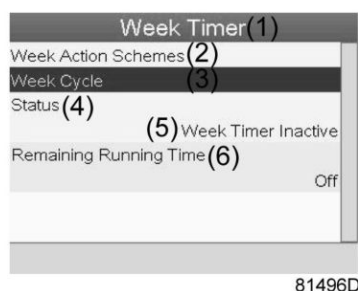 Week Timer(1)
Week Action Schemes(2)
Week Cycle (3)
Status(4)
(5)Week Timer Inactive
Remaining Running Time(6)
Off
81496D